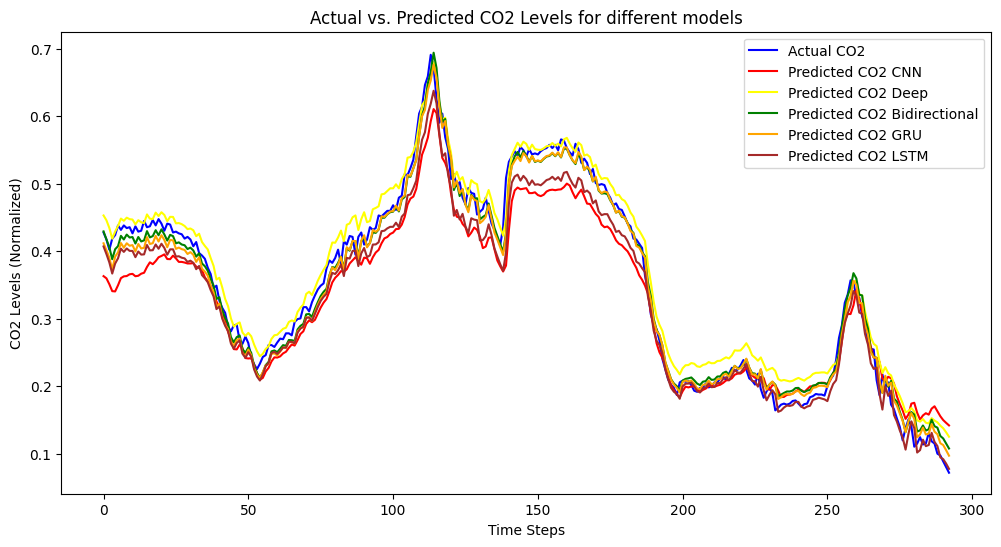 Actual vs. Predicted CO2 Levels for different models
CO2 Levels (Normalized)
0.7
0.6
0.5
0.4
0.3
0.2
0.1
Actual CO2
Predicted CO2 CNN
Predicted CO2 Deep
Predicted CO2 Bidirectional
Predicted CO2 GRU
Predicted CO2 LSTM
0 50 100 150 200 250 300
Time Steps